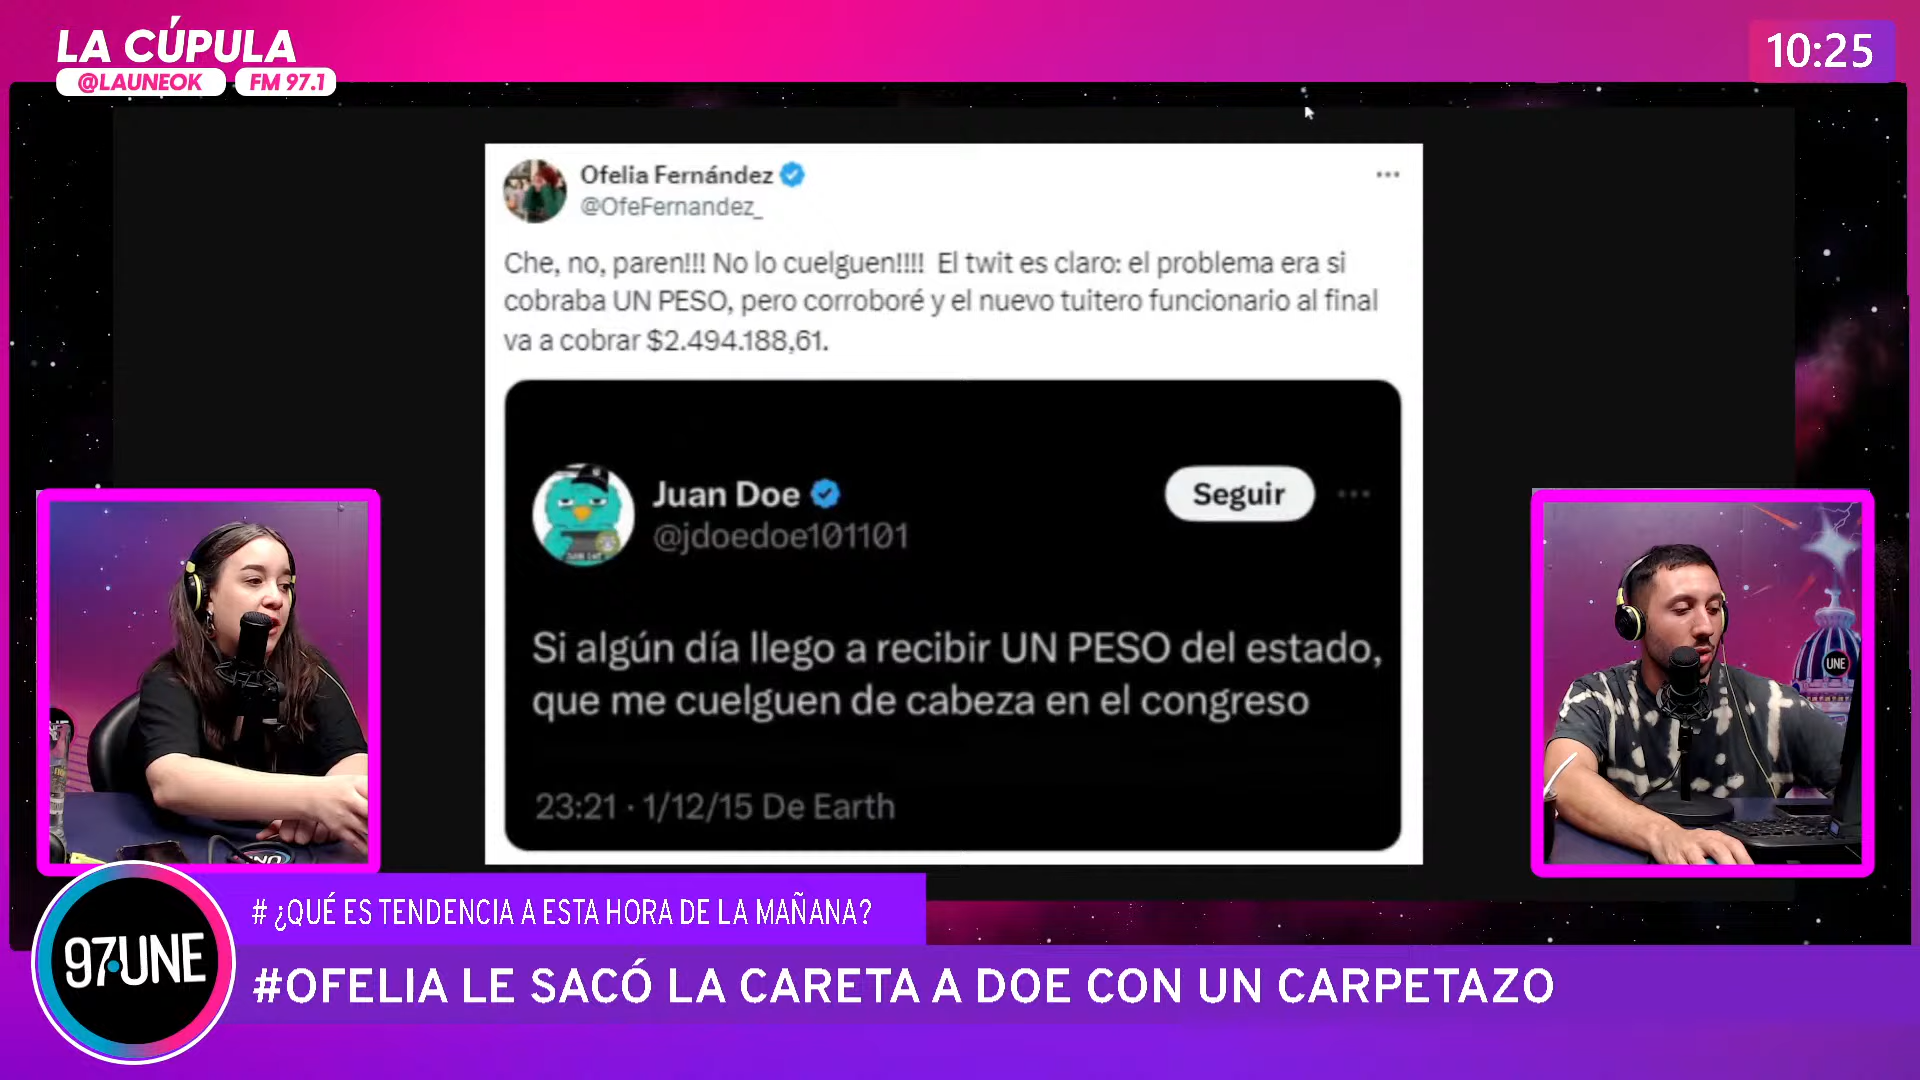 LA CÚPULA
@LAUNEOK FM 97.1
10:25
Ofelia Fernández
@OfeFernandez_
Che, no, paren!!! No lo cuelguen!!!! El twit es claro: el problema era si
cobraba UN PESO, pero corroboré y el nuevo tuitero funcionario al final
va a cobrar $2.494.188,61.
Juan Doe
@jdoedoe101101
Seguir
Si algún día llego a recibir UN PESO del estado,
que me cuelguen de cabeza en el congreso
23:21 · 1/12/15 De Earth
UNE
# ¿QUÉ ES TENDENCIA A ESTA HORA DE LA MAÑANA?
97.UNE
#OFELIA LE SACÓ LA CARETA A DOE CON UN CARPETAZO